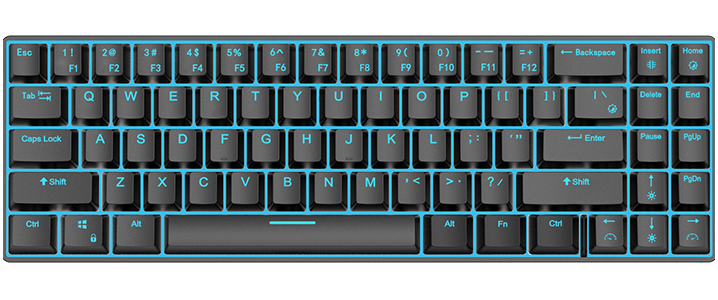 Esc 1! 2@ 3# 4$ 5% 6^ 7& 8* 9( 0) - — = + ← Backspace Insert Home
F1 F2 F3 F4 F5 F6 F7 F8 F9 F10 F11 F12
Tab Q W E R T Y U I O P [{ ]} | \ Delete End
Caps Lock A S D F G H J K L ; : ' " Enter Pause PgUp
Shift Z X C V B N M , < > . ? / Shift ↑ PgDn
Ctrl Alt Alt Fn Ctrl ← ↓ →